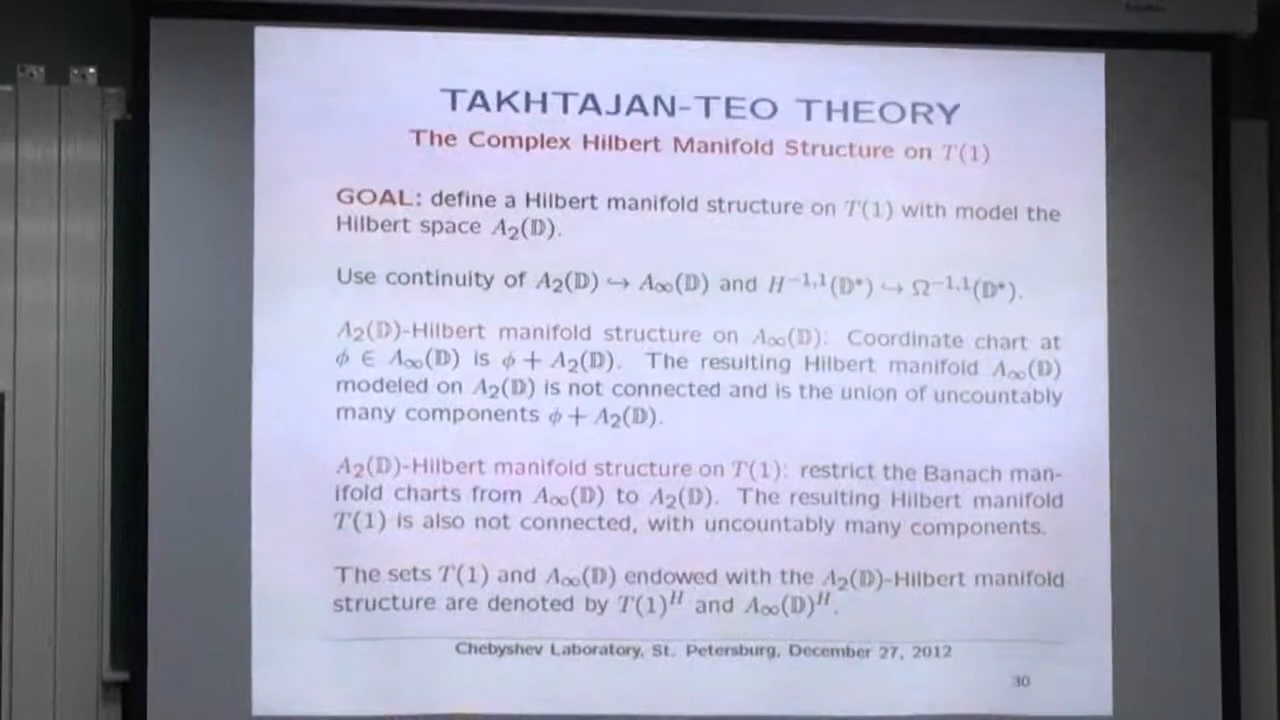 TAKHTAJAN-TEO THEORY
The Complex Hilbert Manifold Structure on T(1)
GOAL: define a Hilbert manifold structure on T(1) with model the
Hilbert space A₂(𝔻).
Use continuity of A₂(𝔻) ↪ A∞(𝔻) and H⁻¹,¹(𝔻*) ↪ Ω⁻¹,¹(𝔻*).
A₂(𝔻)-Hilbert manifold structure on A∞(𝔻): Coordinate chart at
ϕ ∈ A∞(𝔻) is ϕ + A₂(𝔻). The resulting Hilbert manifold A∞(𝔻)
modeled on A₂(𝔻) is not connected and is the union of uncountably
many components ϕ + A₂(𝔻).
A₂(𝔻)-Hilbert manifold structure on T(1): restrict the Banach man-
ifold charts from A∞(𝔻) to A₂(𝔻). The resulting Hilbert manifold
T(1) is also not connected, with uncountably many components.
The sets T(1) and A∞(𝔻) endowed with the A₂(𝔻)-Hilbert manifold
structure are denoted by T(1)ᴴ and A∞(𝔻)ᴴ.
Chebyshev Laboratory, St. Petersburg, December 27, 2012
30